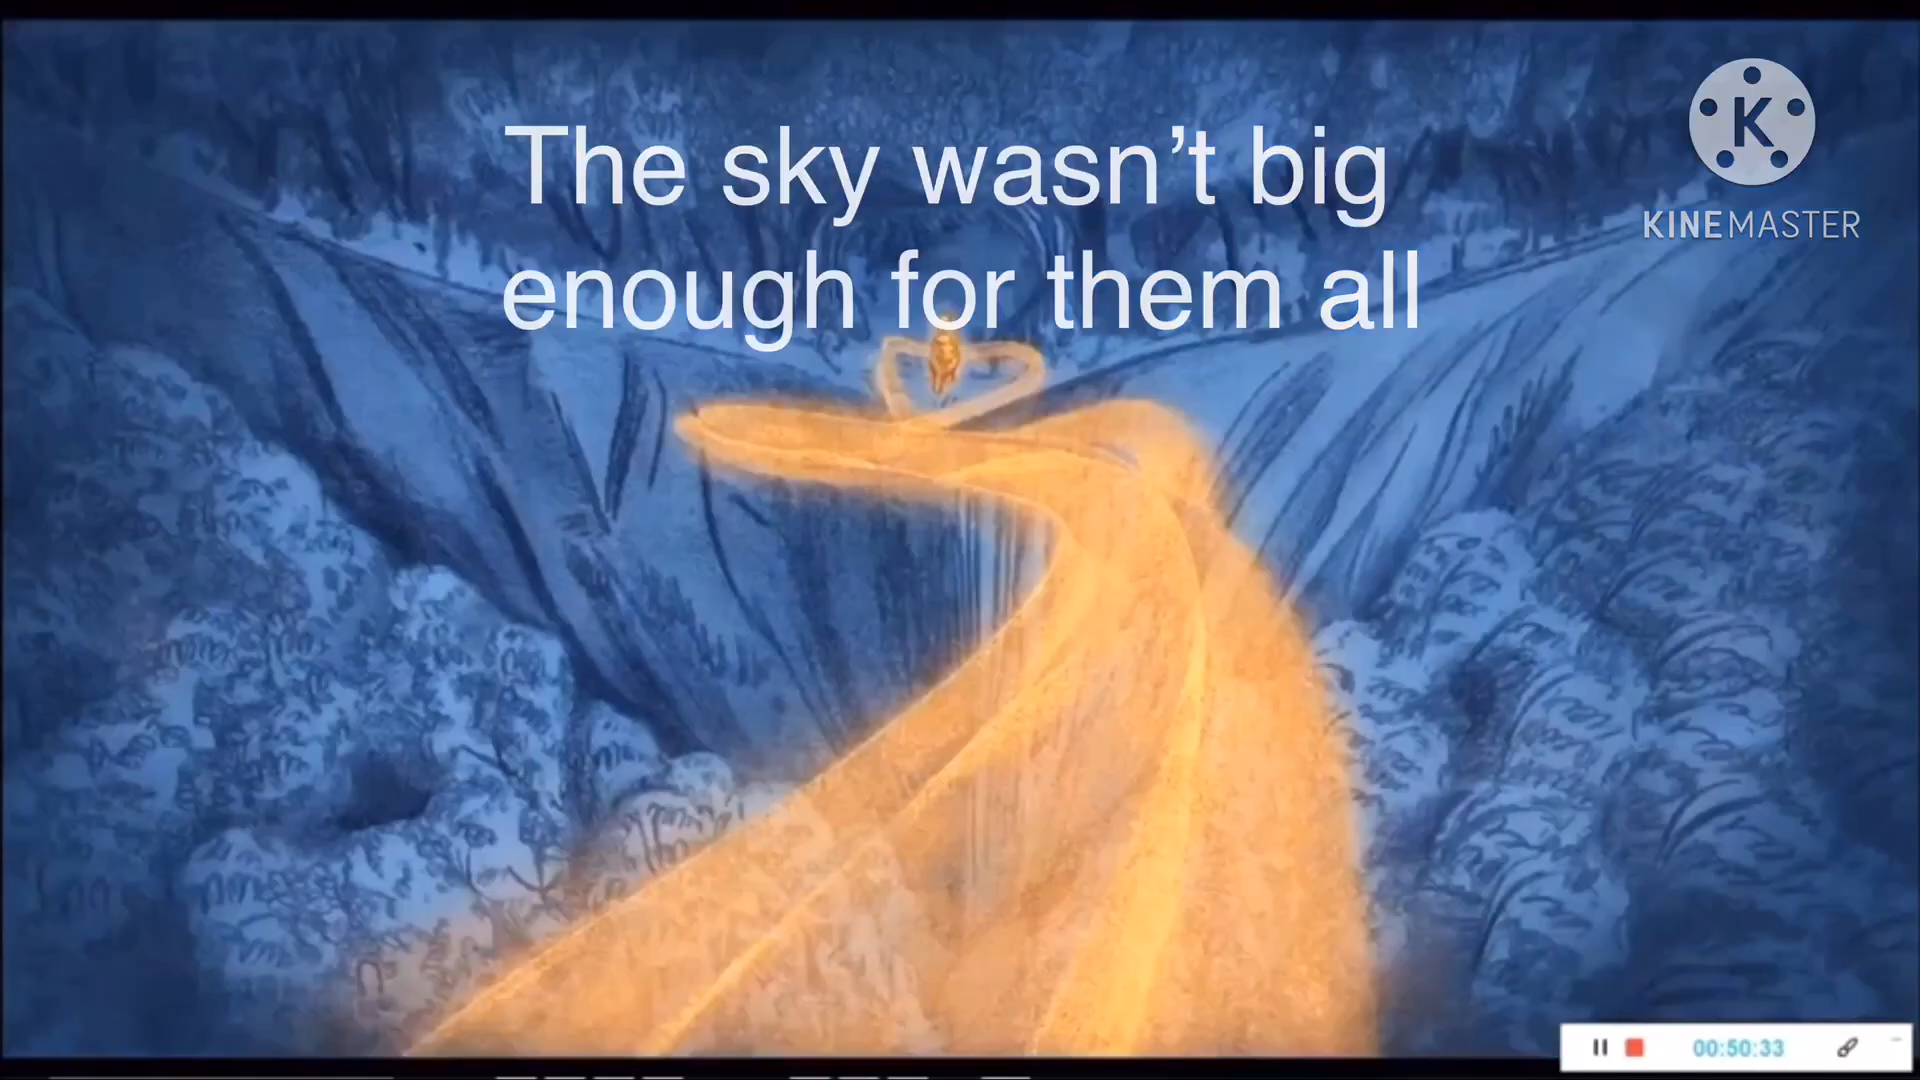 The sky wasn’t big
enough for them all
K
KINEMASTER
00:50:33